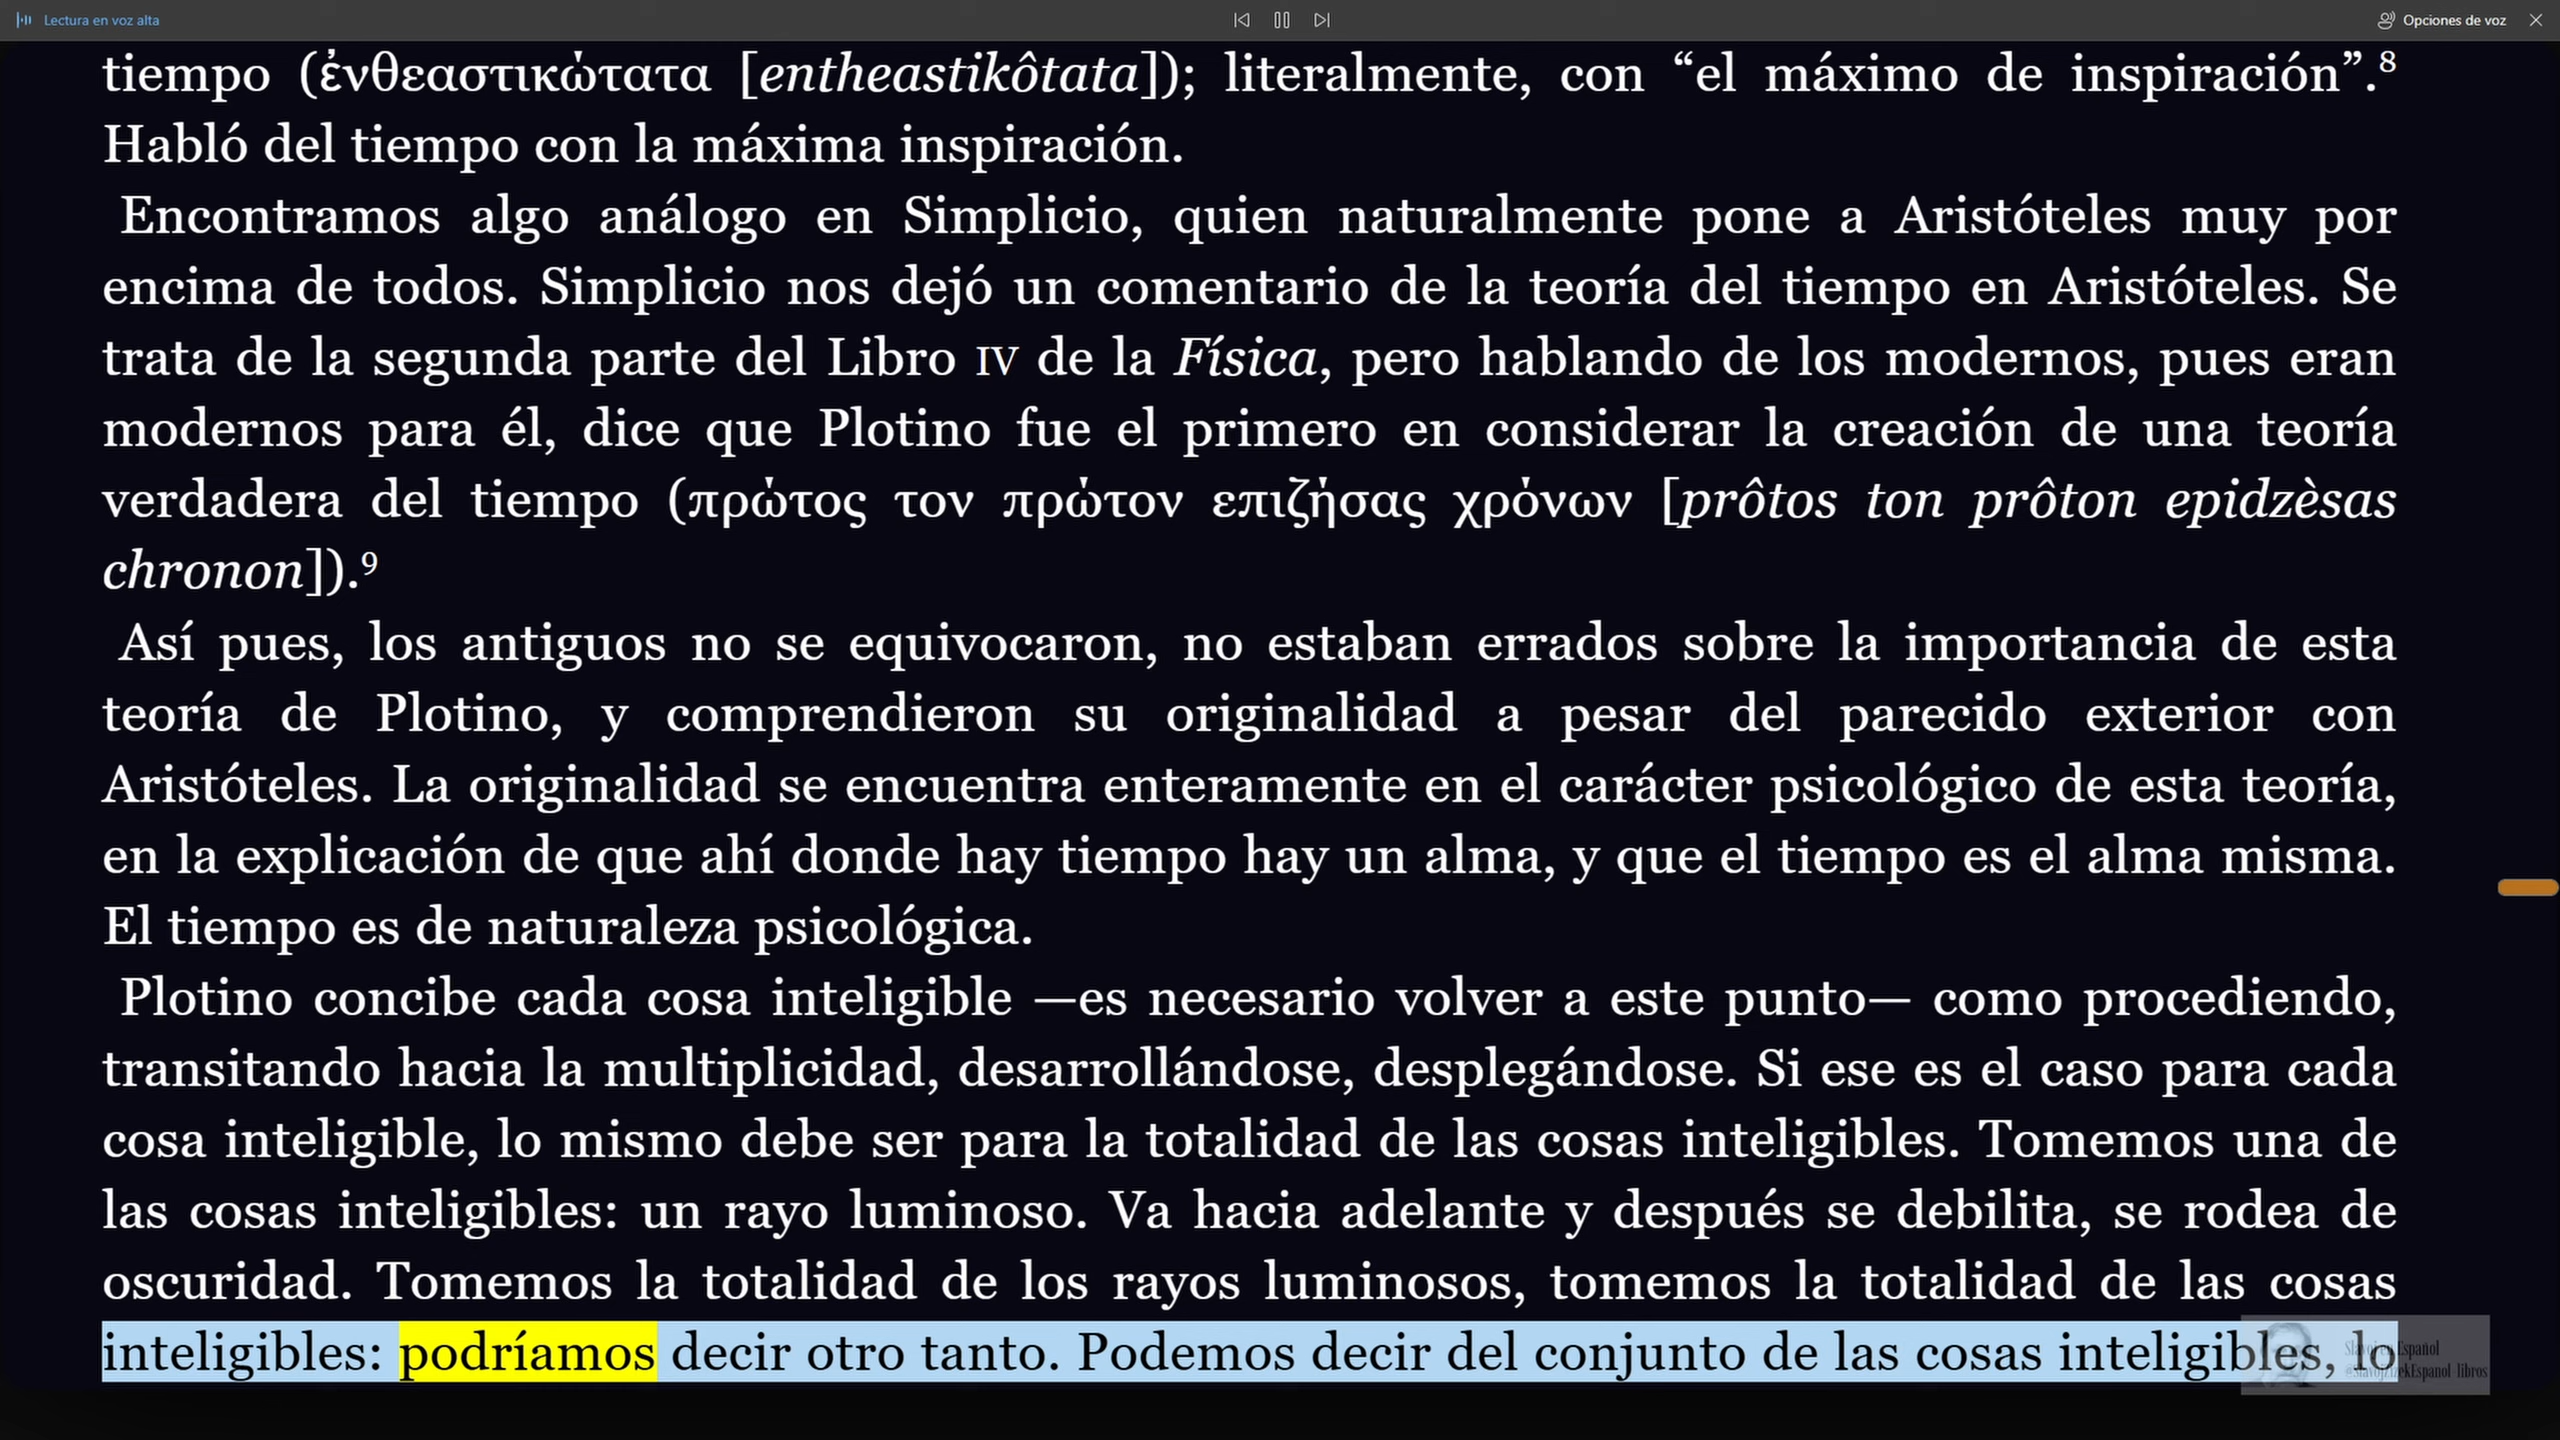 Lectura en voz alta
Opciones de voz
tiempo (ἐνθεαστικώτατα [entheastikôtata]); literalmente, con “el máximo de inspiración”.8
Habló del tiempo con la máxima inspiración.
Encontramos algo análogo en Simplicio, quien naturalmente pone a Aristóteles muy por
encima de todos. Simplicio nos dejó un comentario de la teoría del tiempo en Aristóteles. Se
trata de la segunda parte del Libro IV de la Física, pero hablando de los modernos, pues eran
modernos para él, dice que Plotino fue el primero en considerar la creación de una teoría
verdadera del tiempo (πρώτος τον πρώτον επιζήσας χρόνων [prôtos ton prôton epidzèsas
chronon]).9
Así pues, los antiguos no se equivocaron, no estaban errados sobre la importancia de esta
teoría de Plotino, y comprendieron su originalidad a pesar del parecido exterior con
Aristóteles. La originalidad se encuentra enteramente en el carácter psicológico de esta teoría,
en la explicación de que ahí donde hay tiempo hay un alma, y que el tiempo es el alma misma.
El tiempo es de naturaleza psicológica.
Plotino concibe cada cosa inteligible —es necesario volver a este punto— como procediendo,
transitando hacia la multiplicidad, desarrollándose, desplegándose. Si ese es el caso para cada
cosa inteligible, lo mismo debe ser para la totalidad de las cosas inteligibles. Tomemos una de
las cosas inteligibles: un rayo luminoso. Va hacia adelante y después se debilita, se rodea de
oscuridad. Tomemos la totalidad de los rayos luminosos, tomemos la totalidad de las cosas
inteligibles: podríamos decir otro tanto. Podemos decir del conjunto de las cosas inteligibles, lo
Español